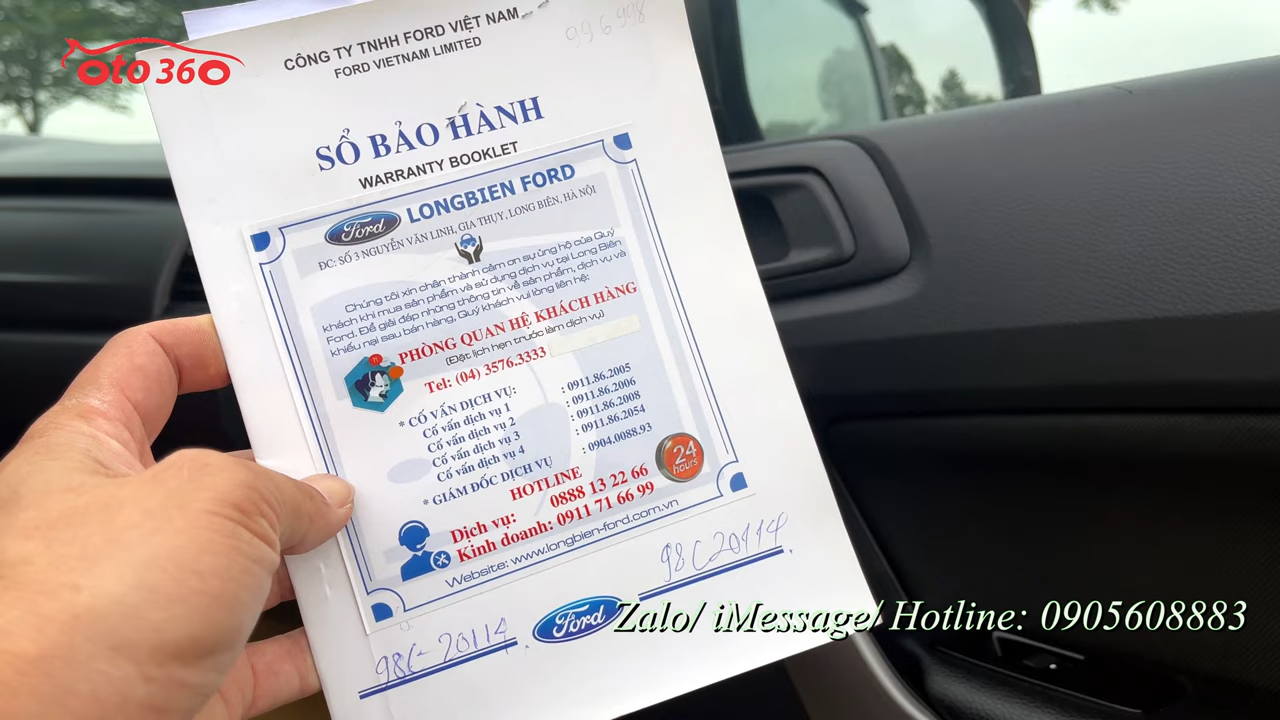 oto360
CÔNG TY TNHH FORD VIỆT NAM
FORD VIETNAM LIMITED
996998
SỔ BẢO HÀNH
WARRANTY BOOKLET
Ford LONGBIEN FORD
ĐC: SỐ 3 NGUYỄN VĂN LINH, GIA THỤY, LONG BIÊN, HÀ NỘI
Chúng tôi xin chân thành cảm ơn sự ủng hộ của Quý
khách khi mua sản phẩm và sử dụng dịch vụ tại Long Biên
Ford. Để giải đáp những thông tin về sản phẩm, dịch vụ và
khiếu nại sau bán hàng, Quý khách vui lòng liên hệ:
PHÒNG QUAN HỆ KHÁCH HÀNG
(Đặt lịch hẹn trước làm dịch vụ)
Tel: (04) 3576.3333
* CỐ VẤN DỊCH VỤ:
Cố vấn dịch vụ 1 : 0911.86.2005
Cố vấn dịch vụ 2 : 0911.86.2006
Cố vấn dịch vụ 3 : 0911.86.2008
Cố vấn dịch vụ 4 : 0911.86.2054
* GIÁM ĐỐC DỊCH VỤ : 0904.0088.93
HOTLINE
24 hours
Dịch vụ: 0888 13 22 66
Kinh doanh: 0911 71 66 99
Website: www.longbien-ford.com.vn
98C20114
98C-20114
Ford
Zalo/ iMessage/ Hotline: 0905608883